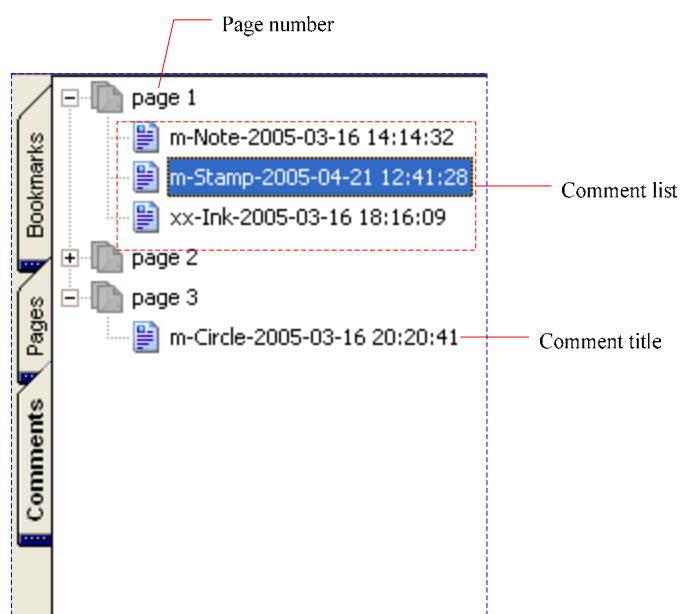 Page number
page 1
m-Note-2005-03-16 14:14:32
m-Stamp-2005-04-21 12:41:28
xx-Ink-2005-03-16 18:16:09
Comment list
page 2
page 3
m-Circle-2005-03-16 20:20:41
Comment title
Bookmarks
Pages
Comments